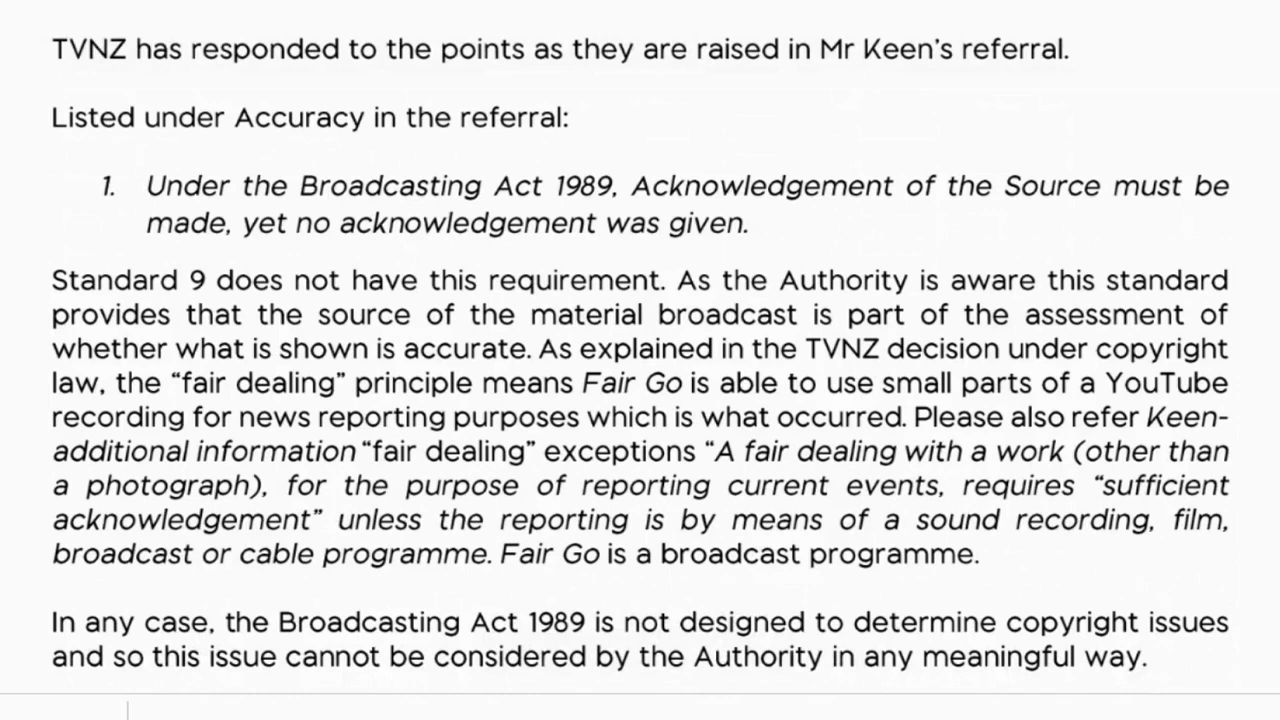 TVNZ has responded to the points as they are raised in Mr Keen's referral.
Listed under Accuracy in the referral:
1. Under the Broadcasting Act 1989, Acknowledgement of the Source must be
made, yet no acknowledgement was given.
Standard 9 does not have this requirement. As the Authority is aware this standard
provides that the source of the material broadcast is part of the assessment of
whether what is shown is accurate. As explained in the TVNZ decision under copyright
law, the “fair dealing” principle means Fair Go is able to use small parts of a YouTube
recording for news reporting purposes which is what occurred. Please also refer Keen-
additional information “fair dealing” exceptions “A fair dealing with a work (other than
a photograph), for the purpose of reporting current events, requires “sufficient
acknowledgement” unless the reporting is by means of a sound recording, film,
broadcast or cable programme. Fair Go is a broadcast programme.
In any case, the Broadcasting Act 1989 is not designed to determine copyright issues
and so this issue cannot be considered by the Authority in any meaningful way.